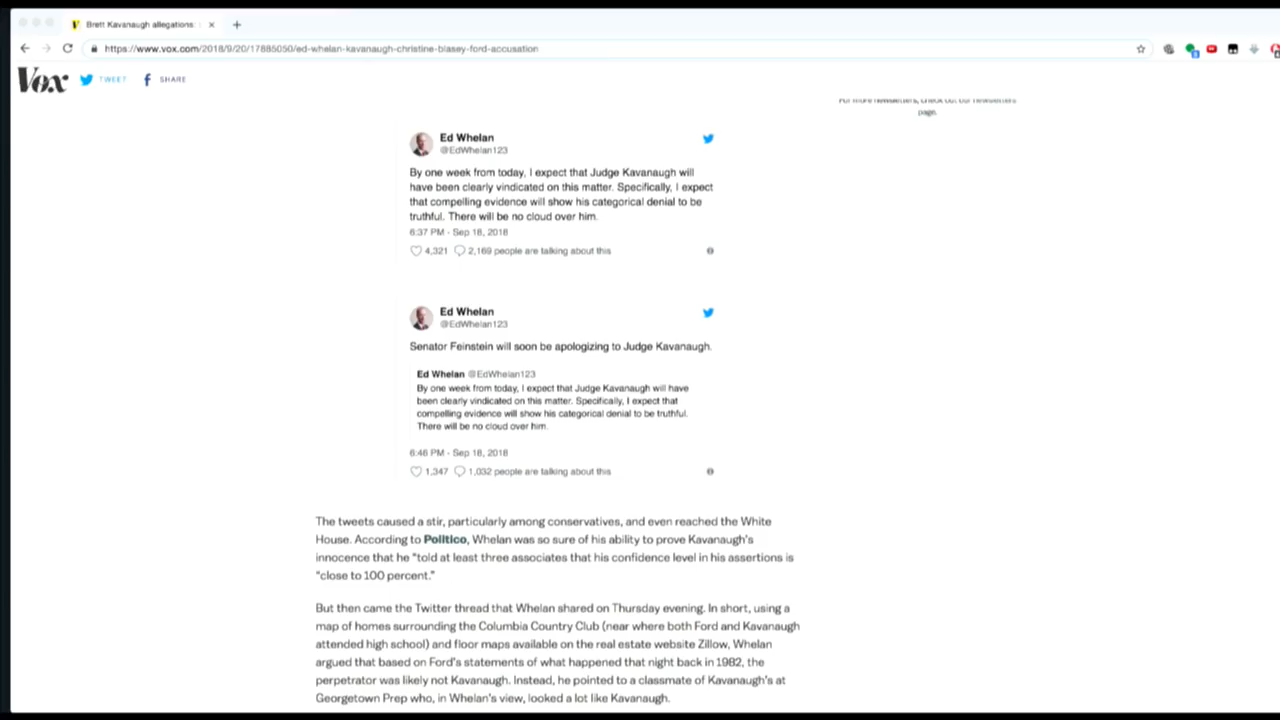 Brett Kavanaugh allegations:
https://www.vox.com/2018/9/20/17885050/ed-whelan-kavanaugh-christine-blasey-ford-accusation
Vox TWEET SHARE
For more newsletters, check out our newsletters
page.
Ed Whelan
@EdWhelan123
By one week from today, I expect that Judge Kavanaugh will
have been clearly vindicated on this matter. Specifically, I expect
that compelling evidence will show his categorical denial to be
truthful. There will be no cloud over him.
6:37 PM - Sep 18, 2018
4,321 2,169 people are talking about this
Ed Whelan
@EdWhelan123
Senator Feinstein will soon be apologizing to Judge Kavanaugh.
Ed Whelan @EdWhelan123
By one week from today, I expect that Judge Kavanaugh will have
been clearly vindicated on this matter. Specifically, I expect that
compelling evidence will show his categorical denial to be truthful.
There will be no cloud over him.
6:46 PM - Sep 18, 2018
1,347 1,032 people are talking about this
The tweets caused a stir, particularly among conservatives, and even reached the White
House. According to Politico, Whelan was so sure of his ability to prove Kavanaugh's
innocence that he "told at least three associates that his confidence level in his assertions is
"close to 100 percent."
But then came the Twitter thread that Whelan shared on Thursday evening. In short, using a
map of homes surrounding the Columbia Country Club (near where both Ford and Kavanaugh
attended high school) and floor maps available on the real estate website Zillow, Whelan
argued that based on Ford's statements of what happened that night back in 1982, the
perpetrator was likely not Kavanaugh. Instead, he pointed to a classmate of Kavanaugh's at
Georgetown Prep who, in Whelan's view, looked a lot like Kavanaugh.